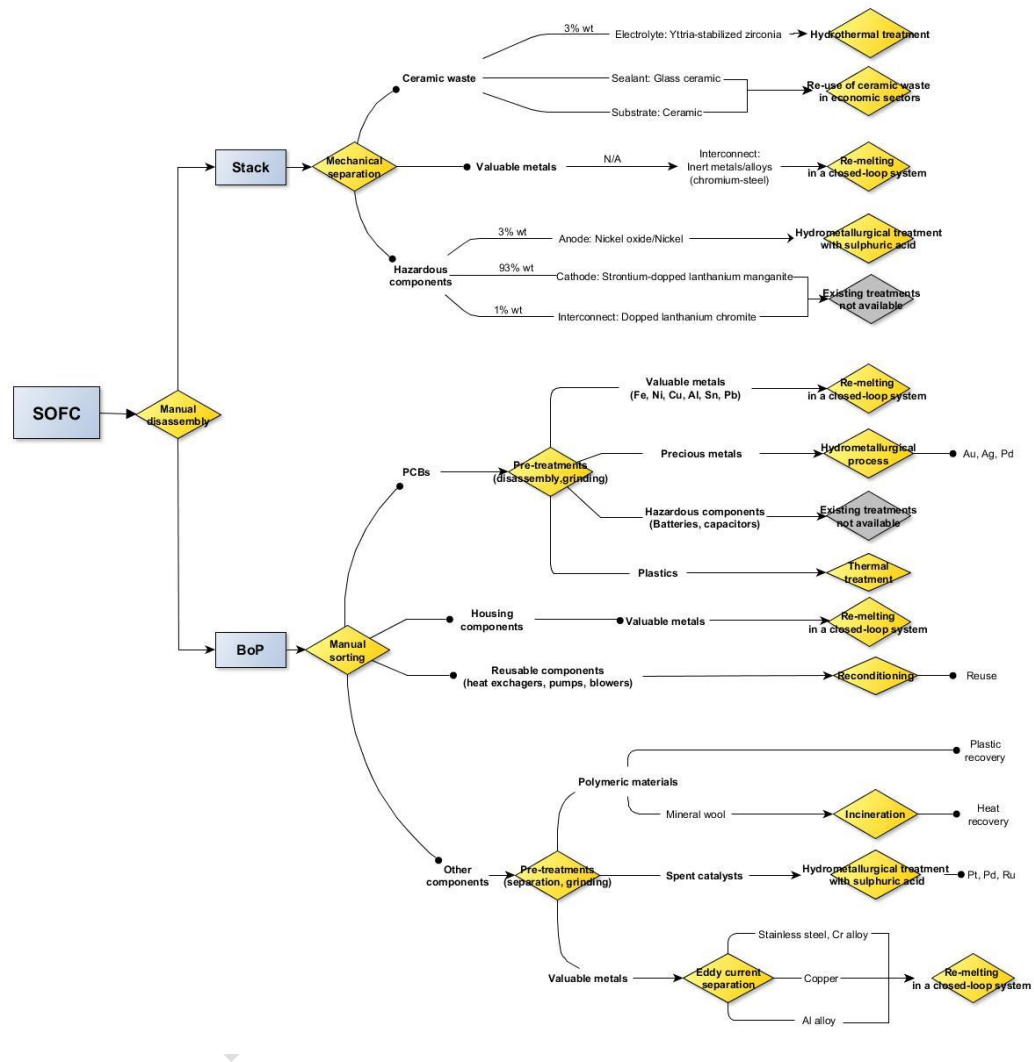 3% wt
Electrolyte: Yttria-stabilized zirconia
Hydrothermal treatment
Ceramic waste
Sealant: Glass ceramic
Re-use of ceramic waste
in economic sectors
Substrate: Ceramic
Stack
Mechanical
separation
Valuable metals
N/A
Interconnect:
Inert metals/alloys
(chromium-steel)
Re-melting
in a closed-loop system
3% wt
Anode: Nickel oxide/Nickel
Hydrometallurgical treatment
with sulphuric acid
Hazardous
components
93% wt
Cathode: Strontium-dopped lanthanium manganite
Existing treatments
not available
1% wt
Interconnect: Dopped lanthanium chromite
SOFC
Manual
disassembly
Valuable metals
(Fe, Ni, Cu, Al, Sn, Pb)
Re-melting
in a closed-loop system
PCBs
Pre-treatments
(disassembly,grinding)
Precious metals
Hydrometallurgical
process
Au, Ag, Pd
Hazardous components
(Batteries, capacitors)
Existing treatments
not available
Plastics
Thermal
treatment
BoP
Manual
sorting
Housing
components
Valuable metals
Re-melting
in a closed-loop system
Reusable components
(heat exchagers, pumps, blowers)
Reconditioning
Reuse
Polymeric materials
Plastic
recovery
Mineral wool
Incineration
Heat
recovery
Other
components
Pre-treatments
(separation, grinding)
Spent catalysts
Hydrometallurgical treatment
with sulphuric acid
Pt, Pd, Ru
Valuable metals
Eddy current
separation
Stainless steel, Cr alloy
Copper
Al alloy
Re-melting
in a closed-loop system